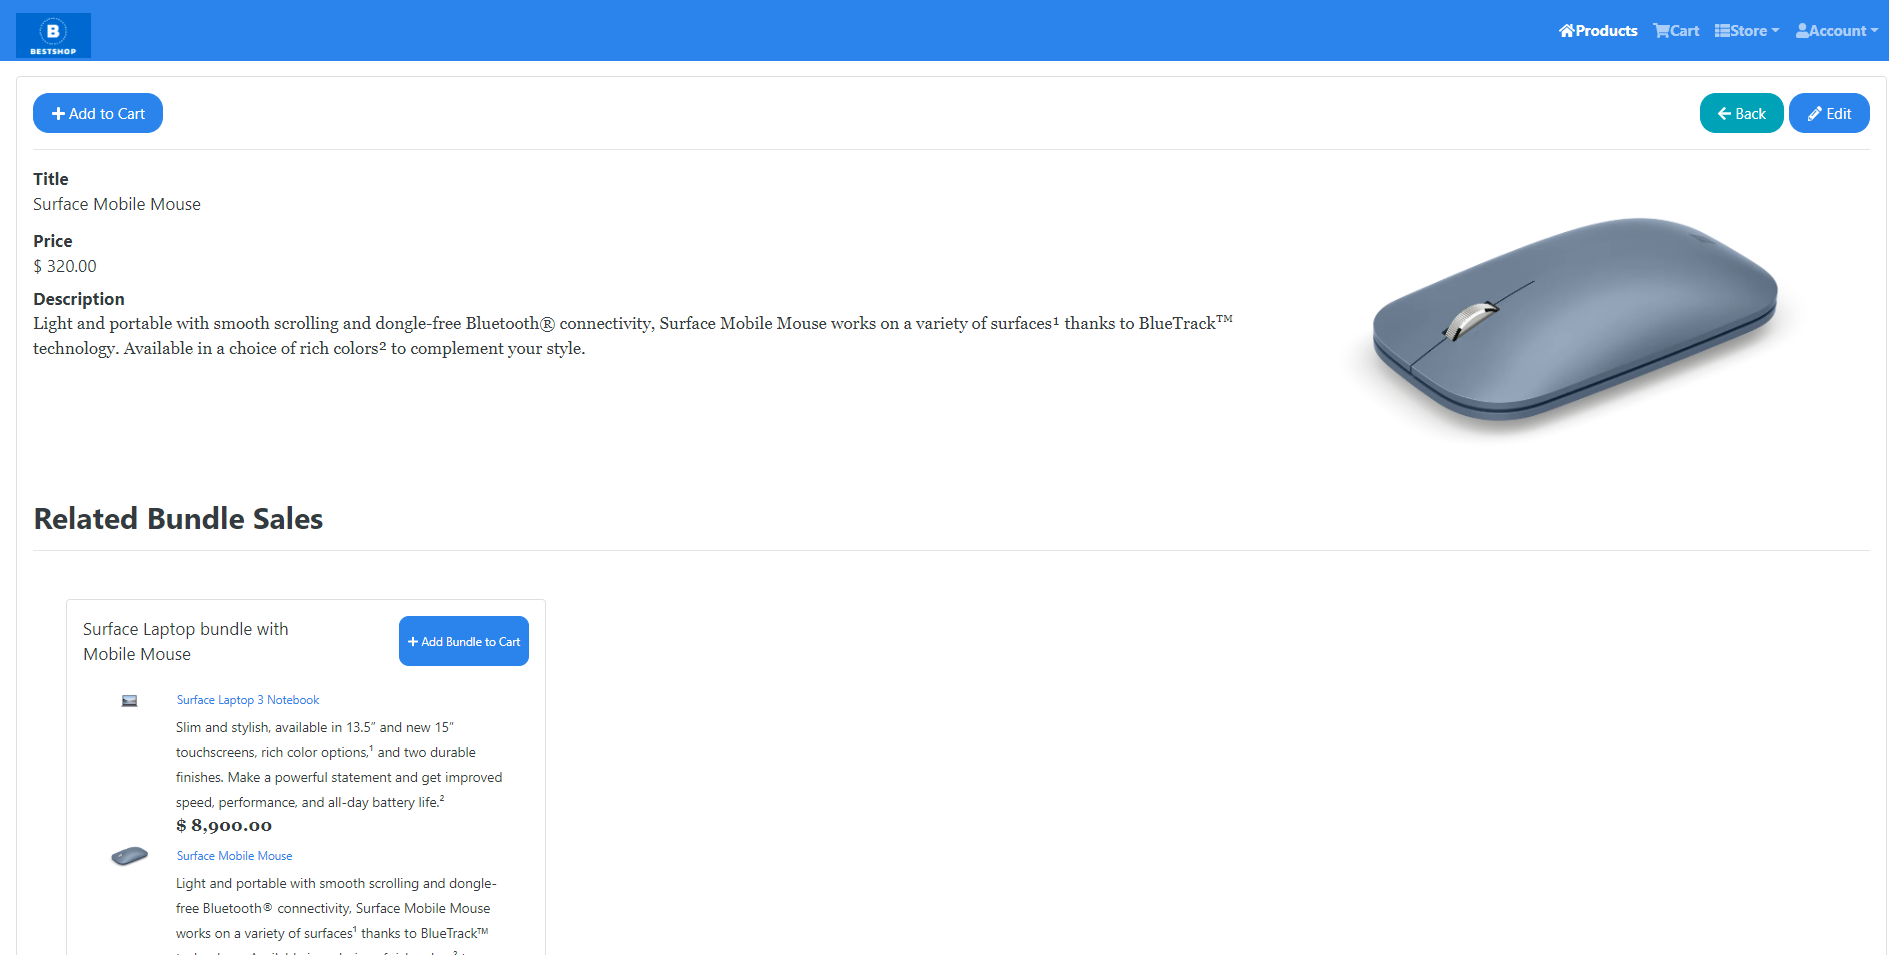 B
BESTSHOP
Products Cart Store Account
Add to Cart
Back Edit
Title
Surface Mobile Mouse
Price
$ 320.00
Description
Light and portable with smooth scrolling and dongle-free Bluetooth® connectivity, Surface Mobile Mouse works on a variety of surfaces¹ thanks to BlueTrack™
technology. Available in a choice of rich colors² to complement your style.
Related Bundle Sales
Surface Laptop bundle with
Mobile Mouse
Add Bundle to Cart
Surface Laptop 3 Notebook
Slim and stylish, available in 13.5” and new 15”
touchscreens, rich color options,¹ and two durable
finishes. Make a powerful statement and get improved
speed, performance, and all-day battery life.²
$ 8,900.00
Surface Mobile Mouse
Light and portable with smooth scrolling and dongle-
free Bluetooth® connectivity, Surface Mobile Mouse
works on a variety of surfaces¹ thanks to BlueTrack™